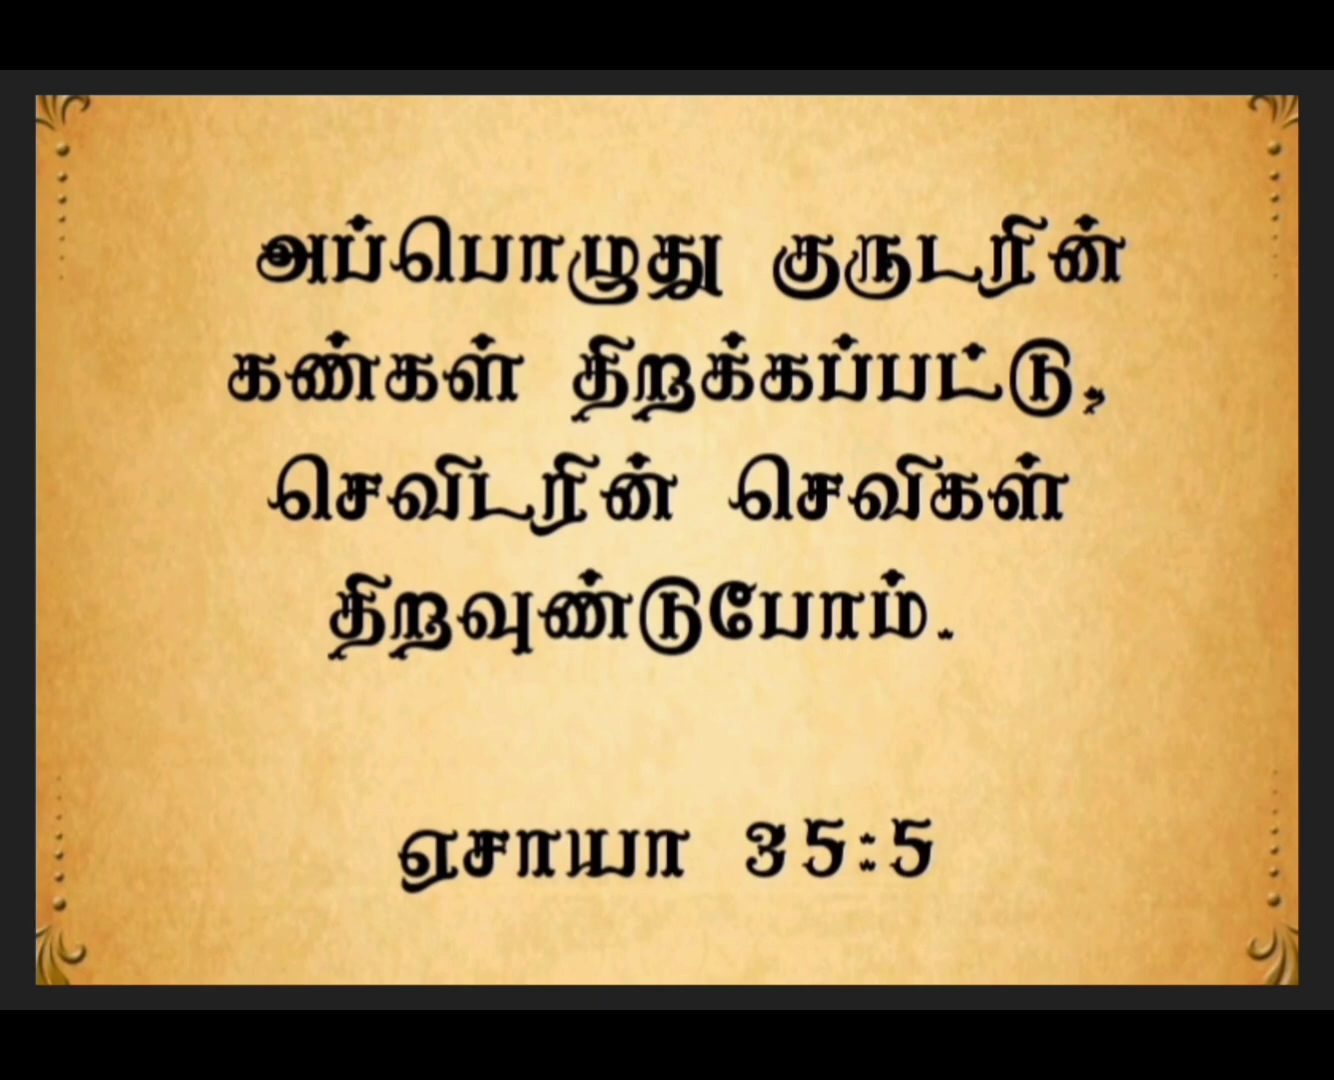 அப்பொழுது குருடரின்
கண்கள் திறக்கப்பட்டு,
செவிடரின் செவிகள்
திறவுண்டுபோம்.
ஏசாயா 35:5